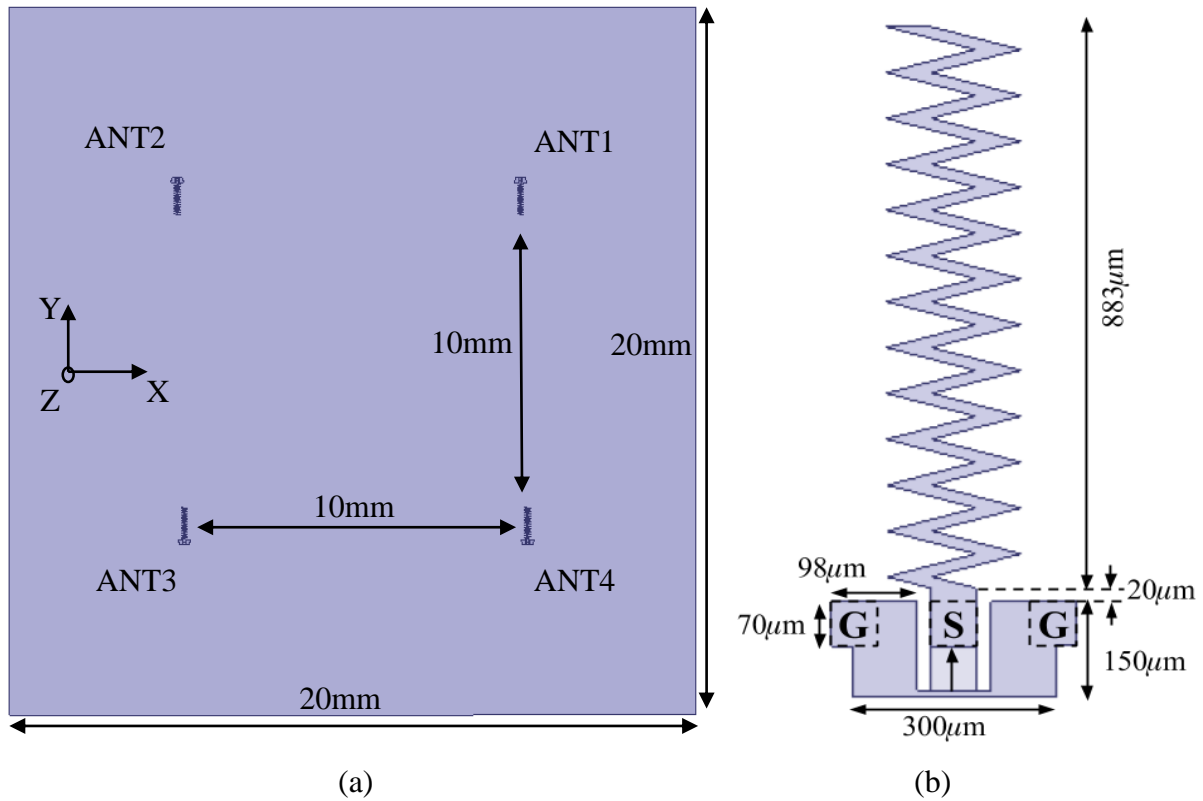 ANT2
ANT1
10mm
20mm
Y
Z
X
10mm
ANT3
ANT4
20mm
(a)
883μm
98μm
20μm
70μm
G
S
G
150μm
300μm
(b)